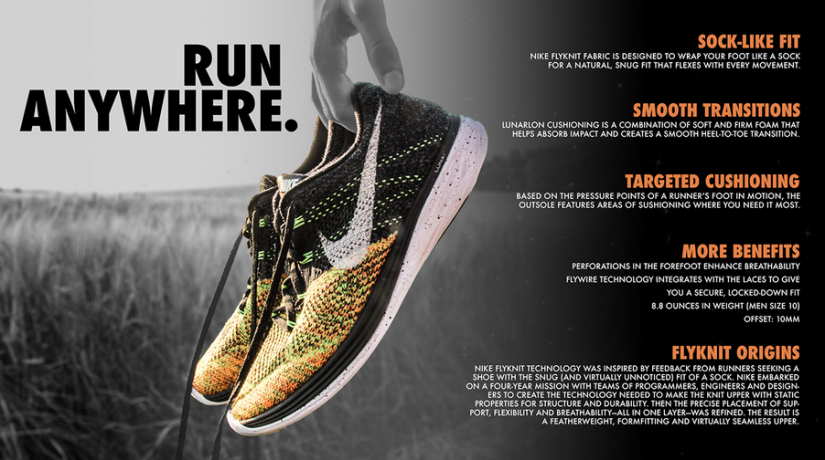 RUN
ANYWHERE.
SOCK-LIKE FIT
NIKE FLYKNIT FABRIC IS DESIGNED TO WRAP YOUR FOOT LIKE A SOCK
FOR A NATURAL, SNUG FIT THAT FLEXES WITH EVERY MOVEMENT.
SMOOTH TRANSITIONS
LUNARLON CUSHIONING IS A COMBINATION OF SOFT AND FIRM FOAM THAT
HELPS ABSORB IMPACT AND CREATES A SMOOTH HEEL-TO-TOE TRANSITION.
TARGETED CUSHIONING
BASED ON THE PRESSURE POINTS OF A RUNNER'S FOOT IN MOTION, THE
OUTSOLE FEATURES AREAS OF SUSHIONING WHERE YOU NEED IT MOST.
MORE BENEFITS
PERFORATIONS IN THE FOREFOOT ENHANCE BREATHABILITY
FLYWIRE TECHNOLOGY INTEGRATES WITH THE LACES TO GIVE
YOU A SECURE, LOCKED-DOWN FIT
8.8 OUNCES IN WEIGHT (MEN SIZE 10)
OFFSET: 10MM
FLYKNIT ORIGINS
NIKE FLYKNIT TECHNOLOGY WAS INSPIRED BY FEEDBACK FROM RUNNERS SEEKING A
SHOE WITH THE SNUG (AND VIRTUALLY UNNOTICED) FIT OF A SOCK. NIKE EMBARKED
ON A FOUR-YEAR MISSION WITH TEAMS OF PROGRAMMERS, ENGINEERS AND DESIGN-
ERS TO CREATE THE TECHNOLOGY NEEDED TO MAKE THE KNIT UPPER WITH STATIC
PROPERTIES FOR STRUCTURE AND DURABILITY. THEN THE PRECISE PLACEMENT OF SUP-
PORT, FLEXIBILITY AND BREATHABILITY—ALL IN ONE LAYER—WAS REFINED. THE RESULT IS
A FEATHERWEIGHT, FORMFITTING AND VIRTUALLY SEAMLESS UPPER.